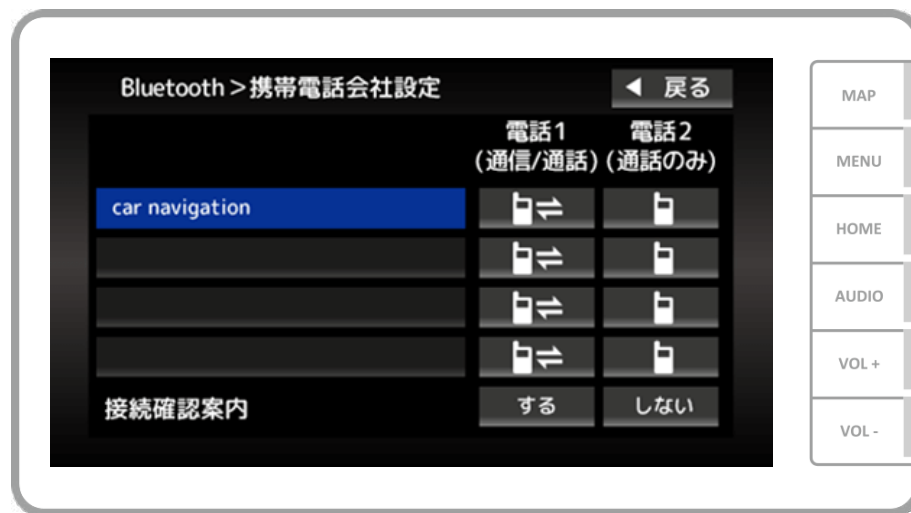 Bluetooth＞携帯電話会社設定
◀ 戻る
電話1 電話2
(通信/通話) (通話のみ)
car navigation
接続確認案内 する しない
MAP
MENU
HOME
AUDIO
VOL +
VOL -